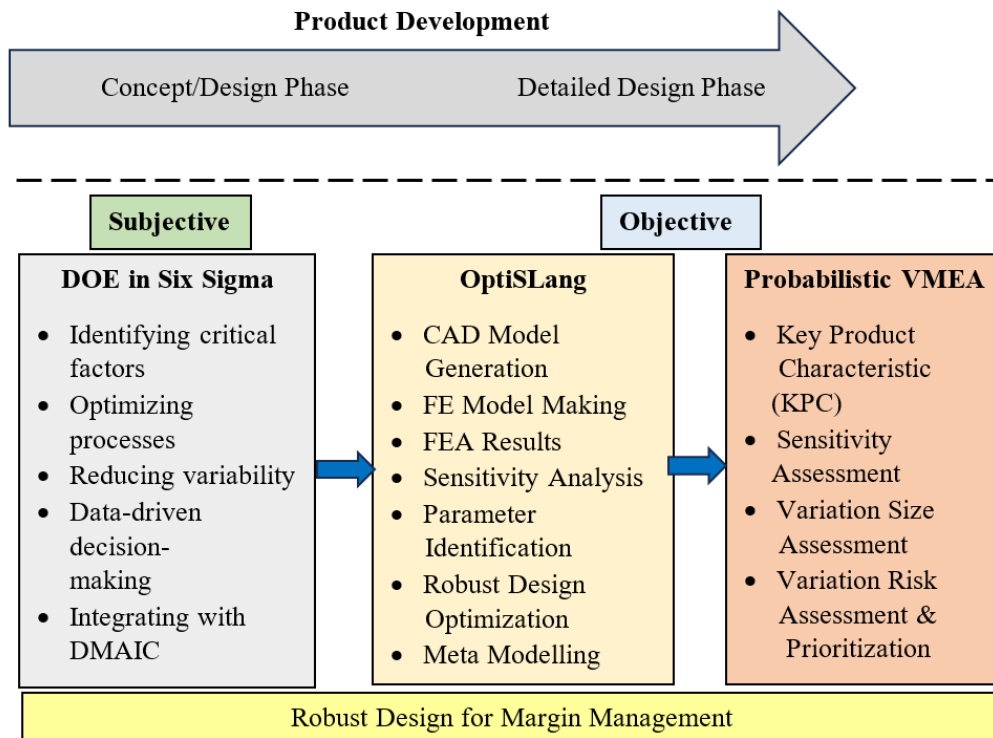 Product Development
Concept/Design Phase
Detailed Design Phase
Subjective
Objective
DOE in Six Sigma
• Identifying critical
factors
• Optimizing
processes
• Reducing variability
• Data-driven
decision-
making
• Integrating with
DMAIC
OptiSLang
• CAD Model
Generation
• FE Model Making
• FEA Results
• Sensitivity Analysis
• Parameter
Identification
• Robust Design
Optimization
• Meta Modelling
Probabilistic VMEA
• Key Product
Characteristic
(KPC)
• Sensitivity
Assessment
• Variation Size
Assessment
• Variation Risk
Assessment &
Prioritization
Robust Design for Margin Management